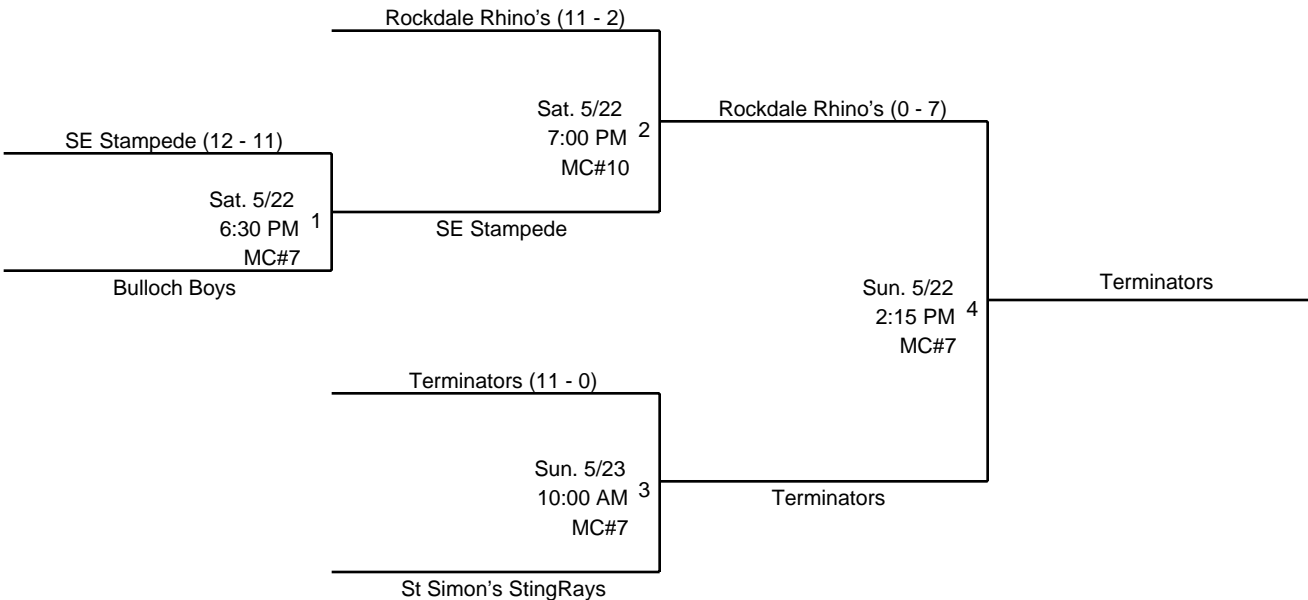 Rockdale Rhino's (11 - 2)
Sat. 5/22
7:00 PM 2
MC#10
Rockdale Rhino's (0 - 7)
SE Stampede (12 - 11)
Sat. 5/22
6:30 PM 1
MC#7
SE Stampede
Bulloch Boys
Sun. 5/22
2:15 PM 4
MC#7
Terminators
Terminators (11 - 0)
Sun. 5/23
10:00 AM 3
MC#7
Terminators
St Simon's StingRays